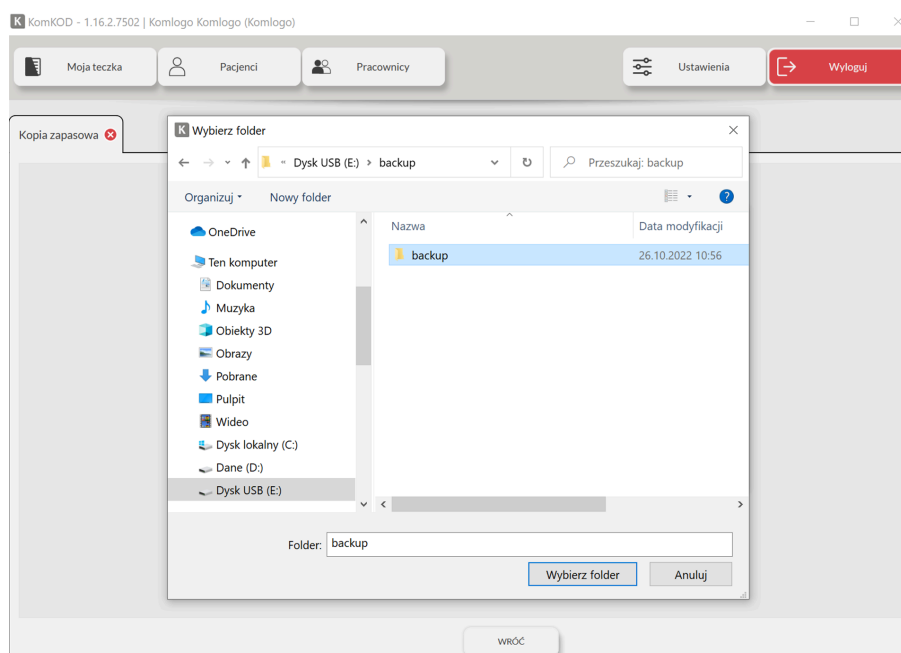 K KomKOD - 1.16.2.7502 | Komlogo Komlogo (Komlogo)
Moja teczka Pacjenci Pracownicy Ustawienia Wyloguj
Kopia zapasowa
K Wybierz folder
« Dysk USB (E:) > backup Przeszukaj: backup
Organizuj Nowy folder ?
Nazwa Data modyfikacji
backup 26.10.2022 10:56
OneDrive
Ten komputer
Dokumenty
Muzyka
Obiekty 3D
Obrazy
Pobrane
Pulpit
Wideo
Dysk lokalny (C:)
Dane (D:)
Dysk USB (E:)
Folder: backup
Wybierz folder Anuluj
WRÓĆ